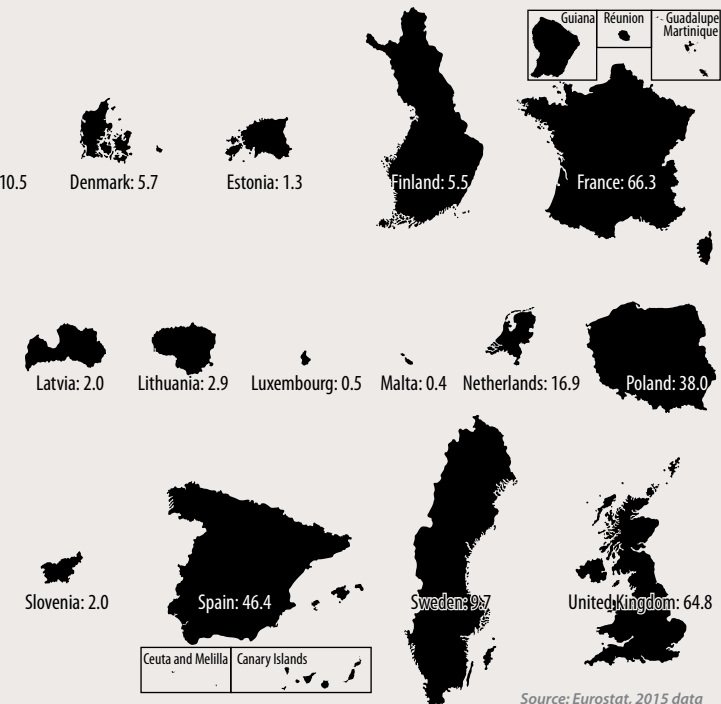 Guiana
Réunion
Guadalupe
Martinique
10.5
Denmark: 5.7
Estonia: 1.3
Finland: 5.5
France: 66.3
Latvia: 2.0
Lithuania: 2.9
Luxembourg: 0.5
Malta: 0.4
Netherlands: 16.9
Poland: 38.0
Slovenia: 2.0
Spain: 46.4
Sweden: 9.7
United Kingdom: 64.8
Ceuta and Melilla
Canary Islands
Source: Eurostat, 2015 data